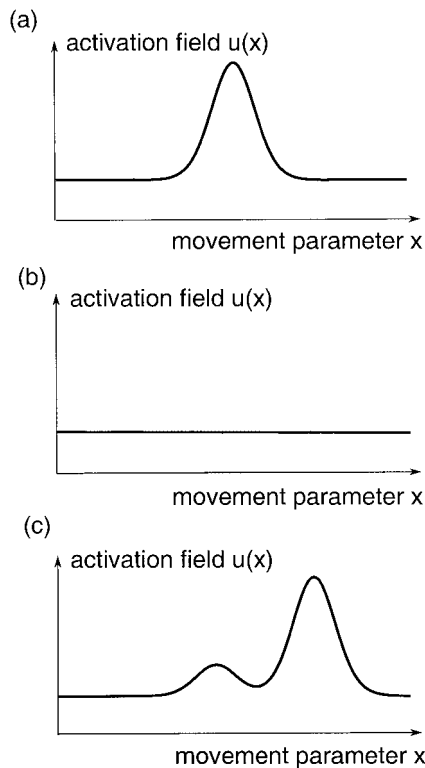 (a)
activation field u(x)
movement parameter x
(b)
activation field u(x)
movement parameter x
(c)
activation field u(x)
movement parameter x